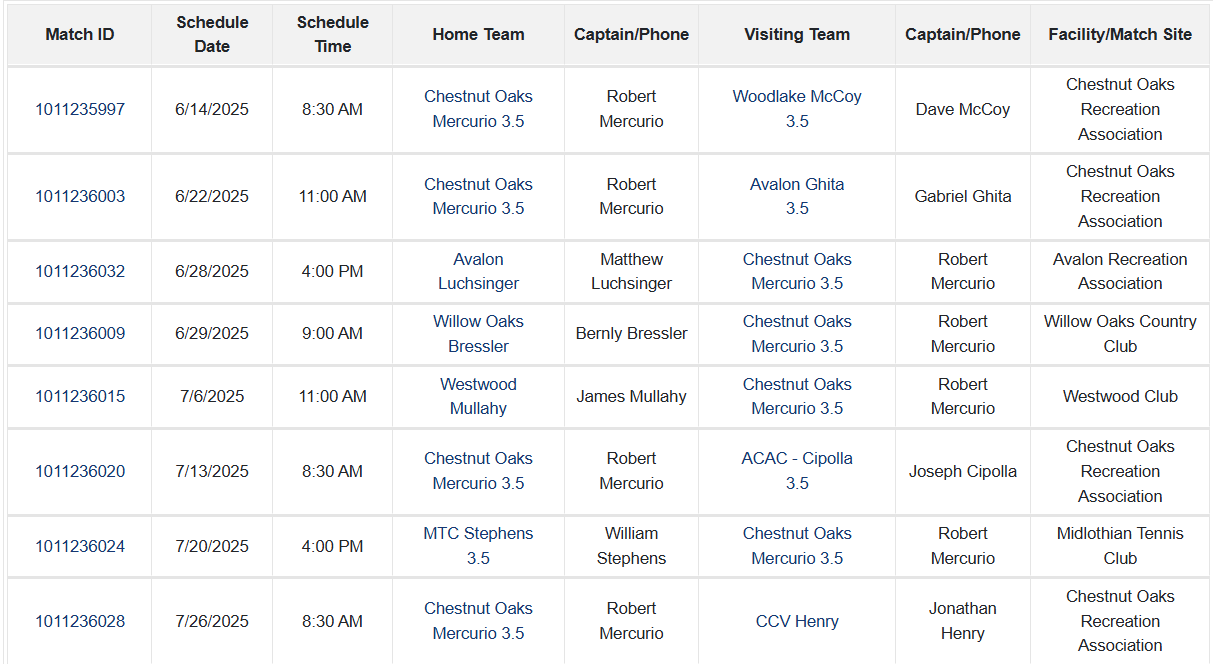 Match ID
Schedule
Date
Schedule
Time
Home Team
Captain/Phone
Visiting Team
Captain/Phone
Facility/Match Site
1011235997
6/14/2025
8:30 AM
Chestnut Oaks
Mercurio 3.5
Robert
Mercurio
Woodlake McCoy
3.5
Dave McCoy
Chestnut Oaks
Recreation
Association
1011236003
6/22/2025
11:00 AM
Chestnut Oaks
Mercurio 3.5
Robert
Mercurio
Avalon Ghita
3.5
Gabriel Ghita
Chestnut Oaks
Recreation
Association
1011236032
6/28/2025
4:00 PM
Avalon
Luchsinger
Matthew
Luchsinger
Chestnut Oaks
Mercurio 3.5
Robert
Mercurio
Avalon Recreation
Association
1011236009
6/29/2025
9:00 AM
Willow Oaks
Bressler
Bernly Bressler
Chestnut Oaks
Mercurio 3.5
Robert
Mercurio
Willow Oaks Country
Club
1011236015
7/6/2025
11:00 AM
Westwood
Mullahy
James Mullahy
Chestnut Oaks
Mercurio 3.5
Robert
Mercurio
Westwood Club
1011236020
7/13/2025
8:30 AM
Chestnut Oaks
Mercurio 3.5
Robert
Mercurio
ACAC - Cipolla
3.5
Joseph Cipolla
Chestnut Oaks
Recreation
Association
1011236024
7/20/2025
4:00 PM
MTC Stephens
3.5
William
Stephens
Chestnut Oaks
Mercurio 3.5
Robert
Mercurio
Midlothian Tennis
Club
1011236028
7/26/2025
8:30 AM
Chestnut Oaks
Mercurio 3.5
Robert
Mercurio
CCV Henry
Jonathan
Henry
Chestnut Oaks
Recreation
Association